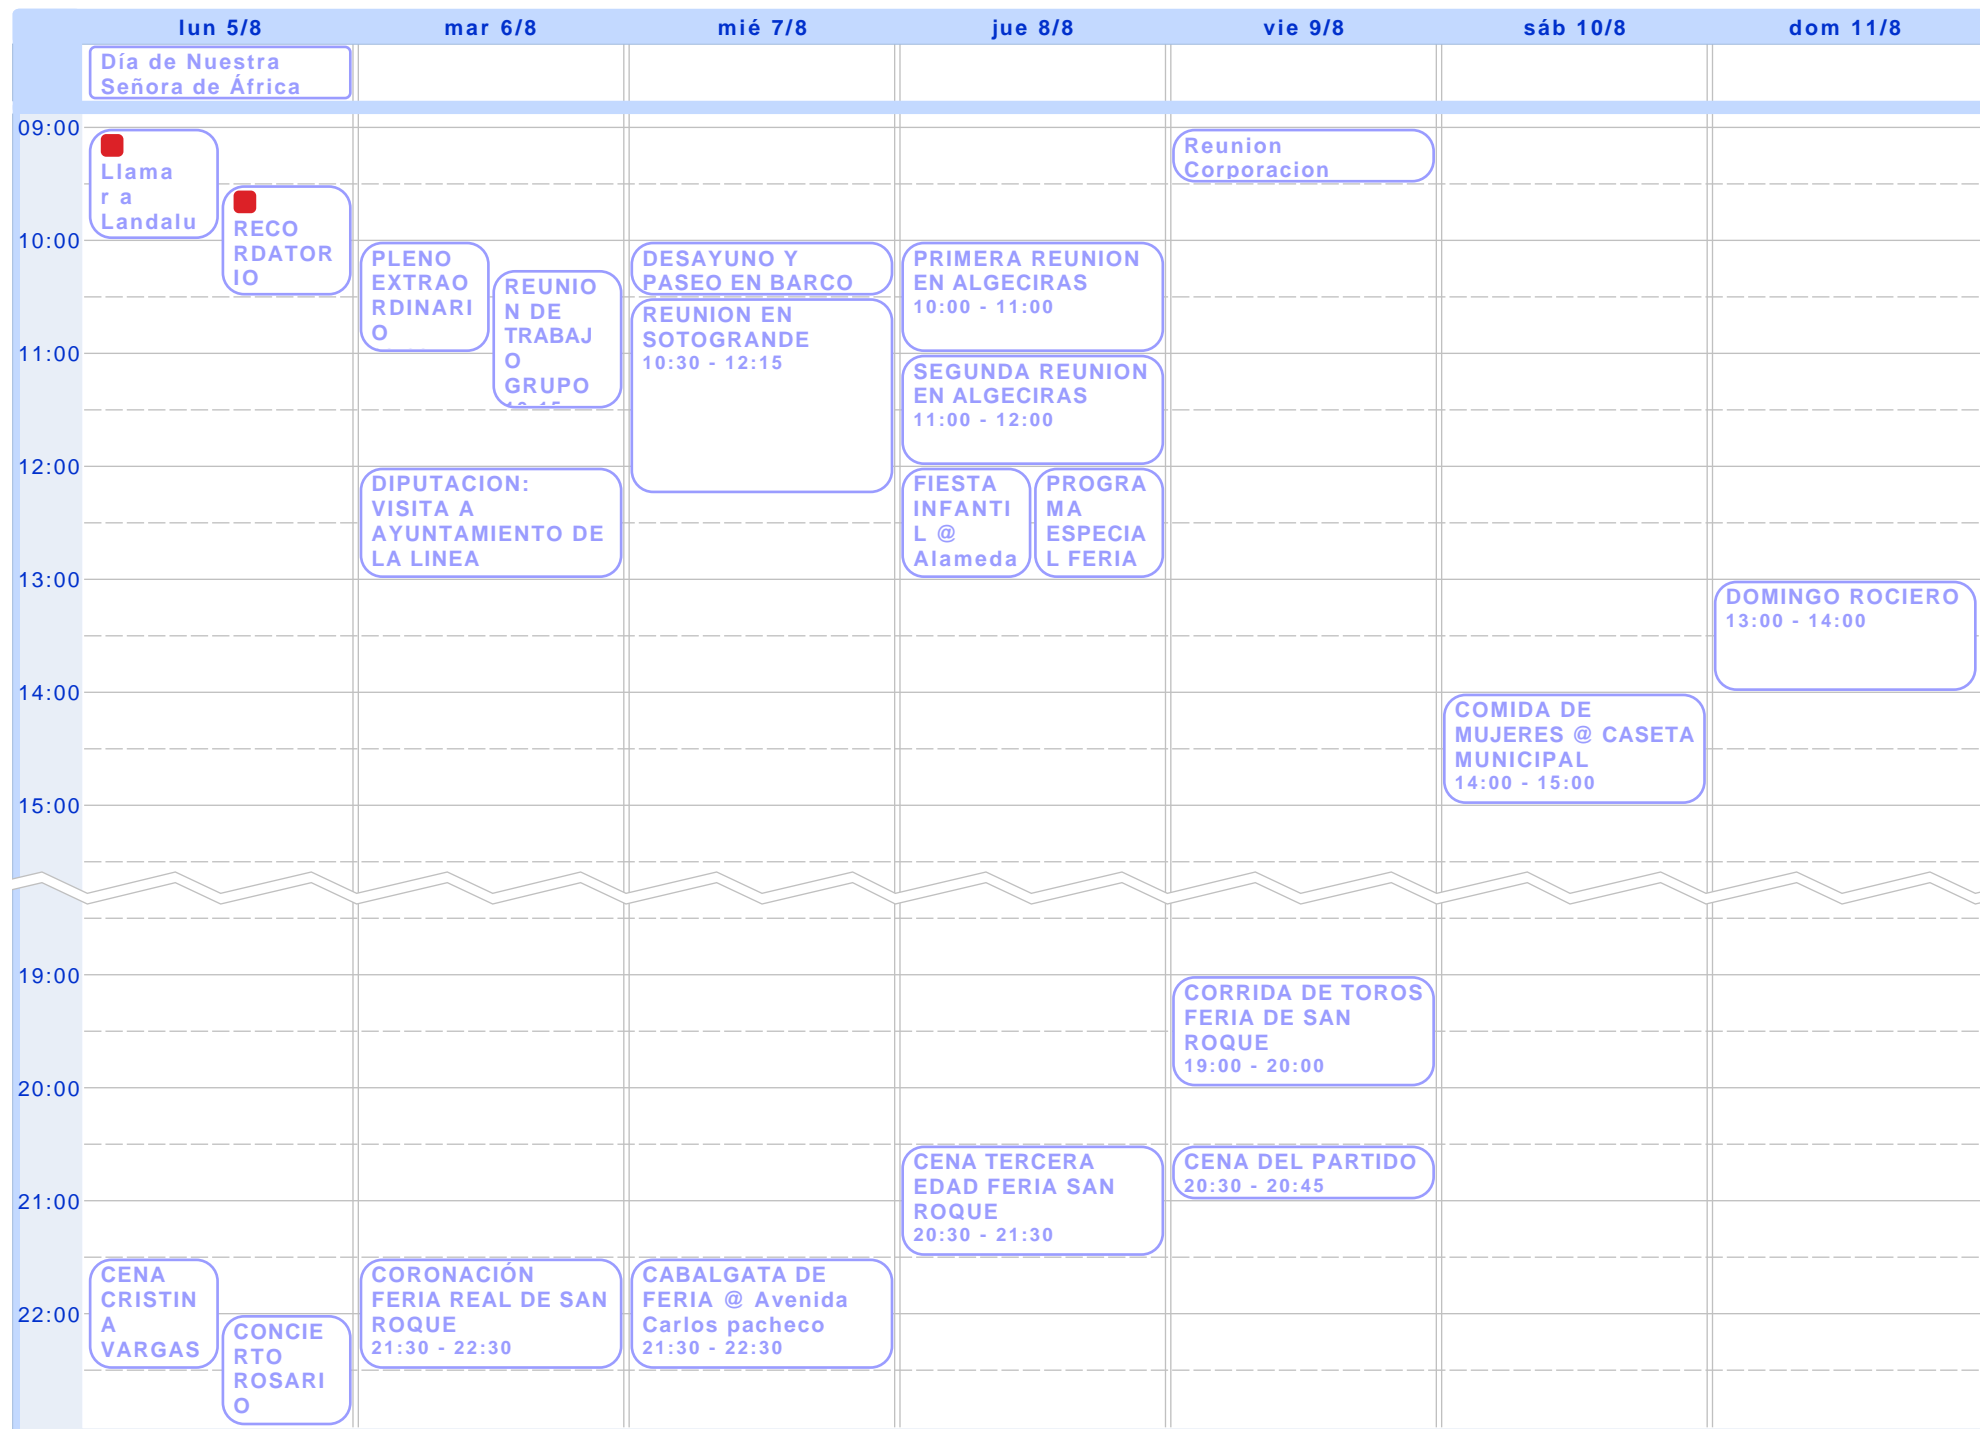 lun 5/8
mar 6/8
mié 7/8
jue 8/8
vie 9/8
sáb 10/8
dom 11/8
Día de Nuestra
Señora de África
09:00
10:00
11:00
12:00
13:00
14:00
15:00
19:00
20:00
21:00
22:00
Llama
r a
Landalu
RECO
RDATOR
IO
CENA
CRISTIN
A
VARGAS
CONCIE
RTO
ROSARI
O
PLENO
EXTRAO
RDINARI
O
REUNIO
N DE
TRABAJ
O
GRUPO
DIPUTACION:
VISITA A
AYUNTAMIENTO DE
LA LINEA
CORONACIÓN
FERIA REAL DE SAN
ROQUE
21:30 - 22:30
DESAYUNO Y
PASEO EN BARCO
REUNION EN
SOTOGRANDE
10:30 - 12:15
CABALGATA DE
FERIA @ Avenida
Carlos pacheco
21:30 - 22:30
PRIMERA REUNION
EN ALGECIRAS
10:00 - 11:00
SEGUNDA REUNION
EN ALGECIRAS
11:00 - 12:00
FIESTA
INFANTI
L @
Alameda
PROGRA
MA
ESPECIA
L FERIA
CENA TERCERA
EDAD FERIA SAN
ROQUE
20:30 - 21:30
Reunion
Corporacion
CORRIDA DE TOROS
FERIA DE SAN
ROQUE
19:00 - 20:00
CENA DEL PARTIDO
20:30 - 20:45
COMIDA DE
MUJERES @ CASETA
MUNICIPAL
14:00 - 15:00
DOMINGO ROCIERO
13:00 - 14:00